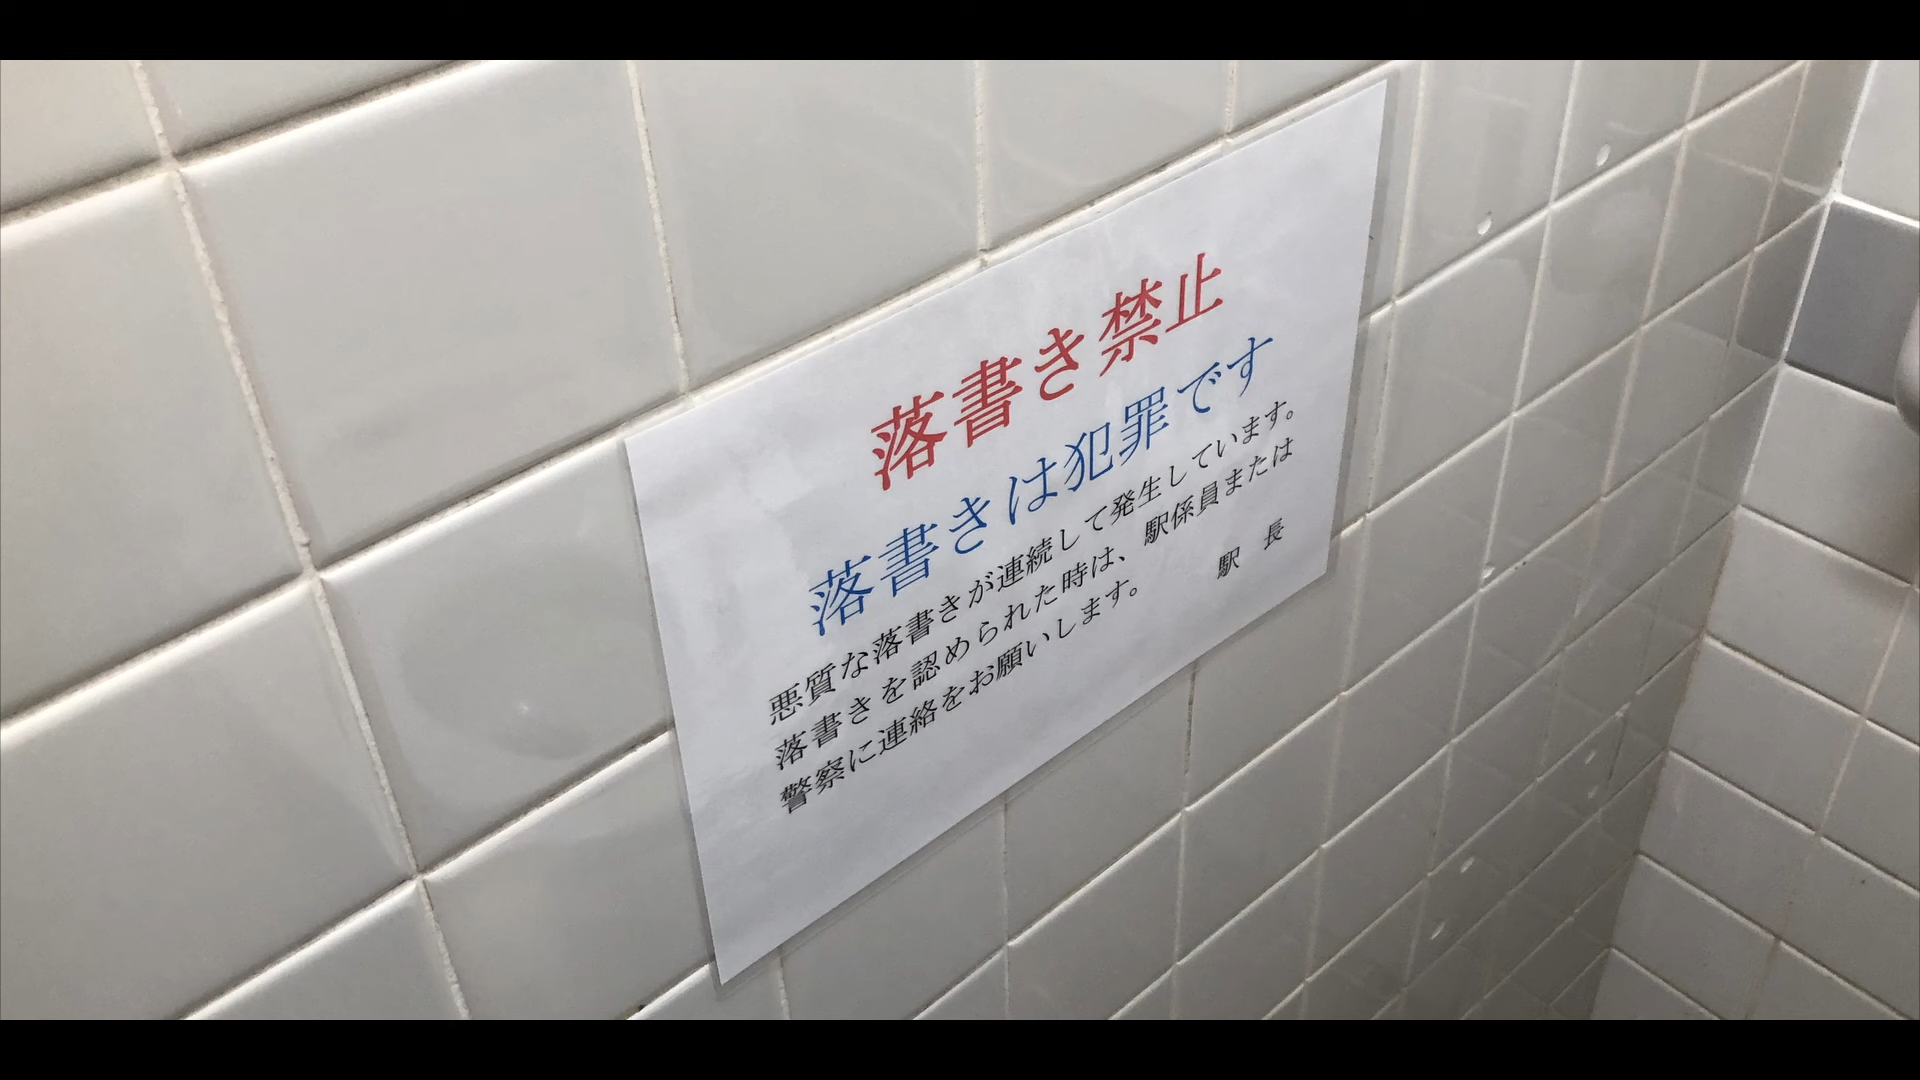 落書き禁止
落書きは犯罪です
悪質な落書きが連続して発生しています。
落書きを認められた時は、駅係員または
警察に連絡をお願いします。
駅 長